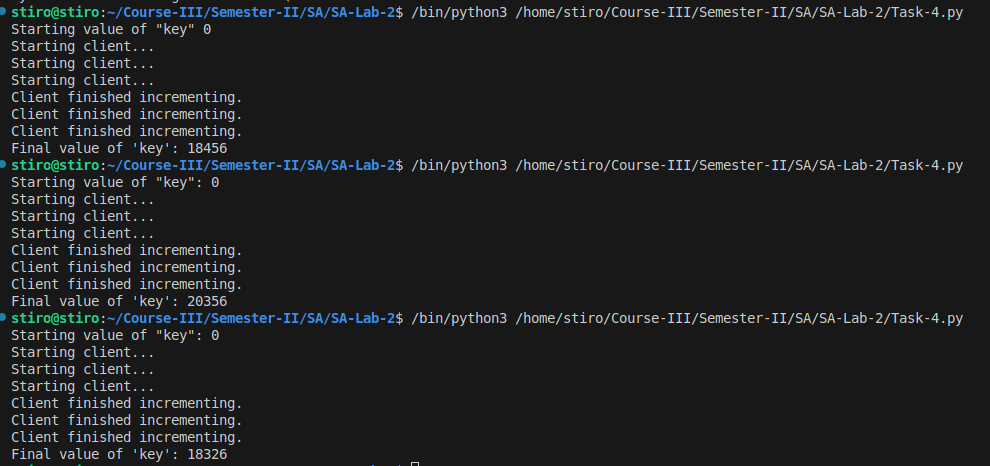 stiro@stiro:~/Course-III/Semester-II/SA/SA-Lab-2$ /bin/python3 /home/stiro/Course-III/Semester-II/SA/SA-Lab-2/Task-4.py
Starting value of "key" 0
Starting client...
Starting client...
Starting client...
Client finished incrementing.
Client finished incrementing.
Client finished incrementing.
Final value of 'key': 18456
stiro@stiro:~/Course-III/Semester-II/SA/SA-Lab-2$ /bin/python3 /home/stiro/Course-III/Semester-II/SA/SA-Lab-2/Task-4.py
Starting value of "key": 0
Starting client...
Starting client...
Starting client...
Client finished incrementing.
Client finished incrementing.
Client finished incrementing.
Final value of 'key': 20356
stiro@stiro:~/Course-III/Semester-II/SA/SA-Lab-2$ /bin/python3 /home/stiro/Course-III/Semester-II/SA/SA-Lab-2/Task-4.py
Starting value of "key": 0
Starting client...
Starting client...
Starting client...
Client finished incrementing.
Client finished incrementing.
Client finished incrementing.
Final value of 'key': 18326